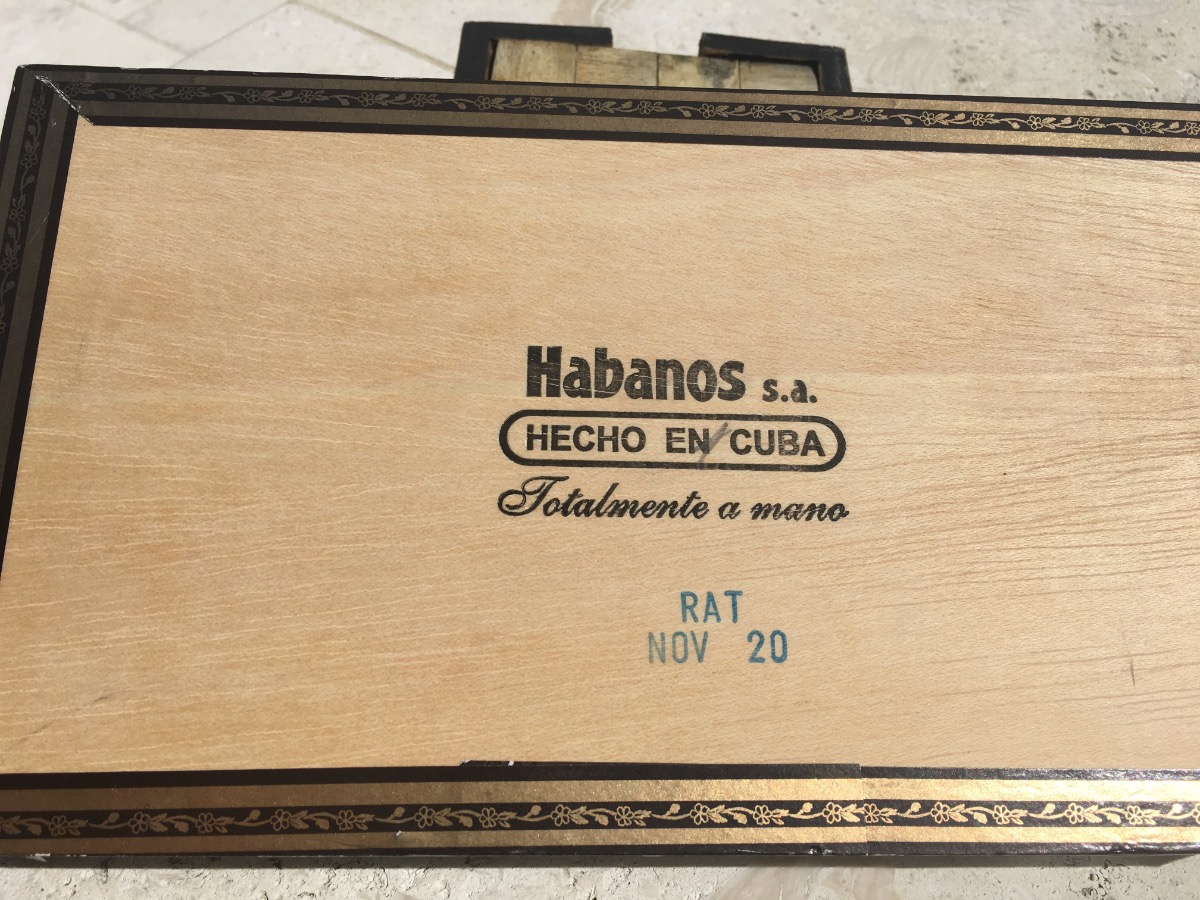 Habanos s.a.
HECHO EN CUBA
Totalmente a mano
RAT
NOV 20